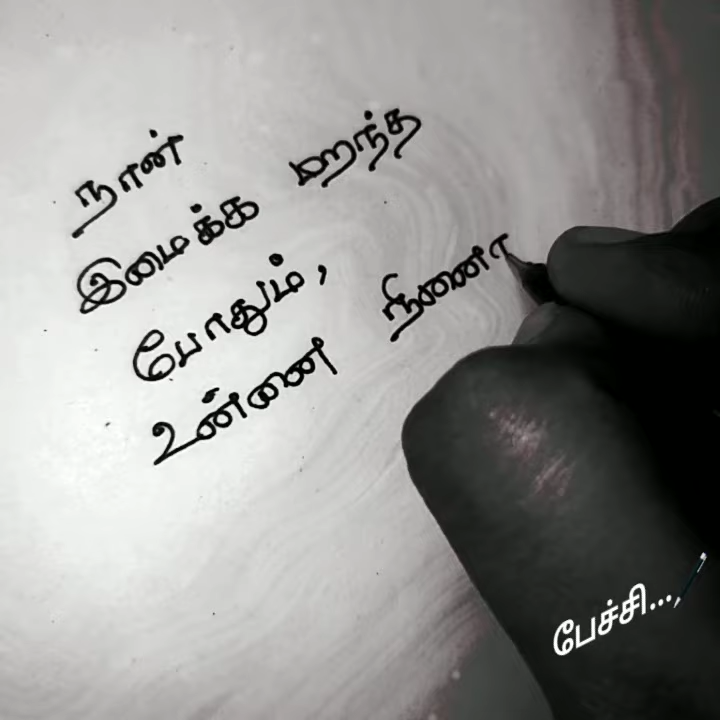 நான்
இமைக்க மறந்த
போதும்,
உன்னை நினை
பேச்சி...,